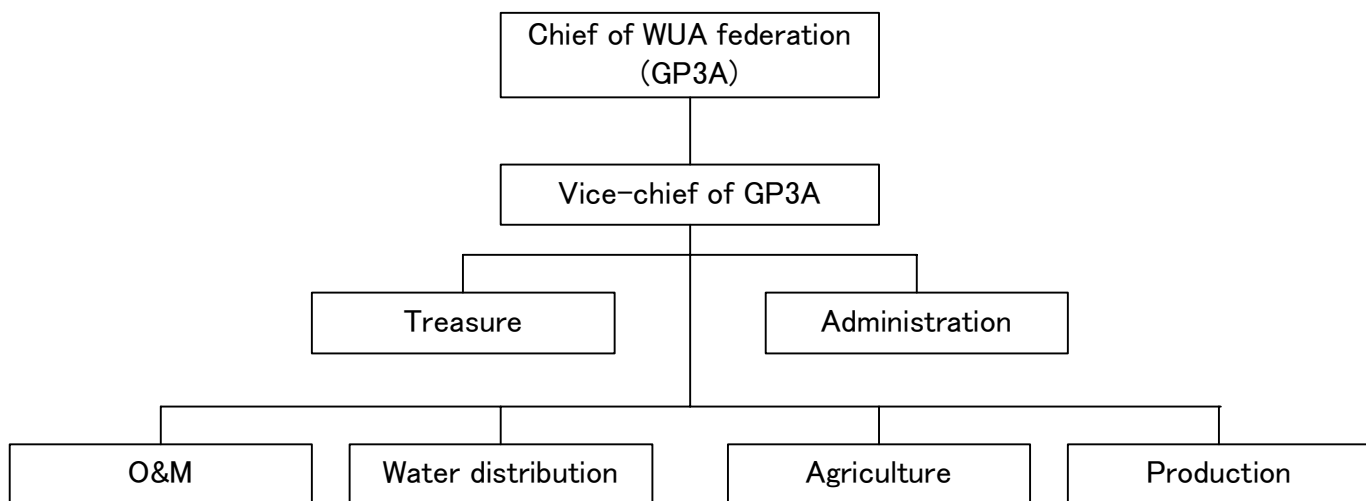 Chief of WUA federation
(GP3A)
Vice-chief of GP3A
Treasure
Administration
O&M
Water distribution
Agriculture
Production